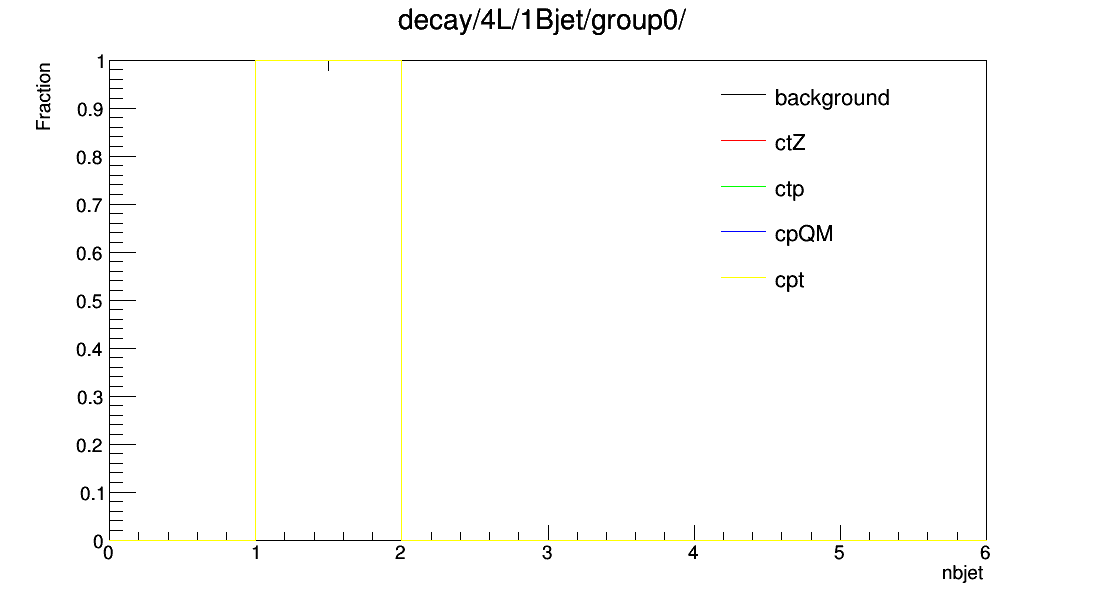 decay/4L/1Bjet/group0/
Fraction
1
0.9
0.8
0.7
0.6
0.5
0.4
0.3
0.2
0.1
0
background
ctZ
ctp
cpQM
cpt
0 1 2 3 4 5 6
nbjet